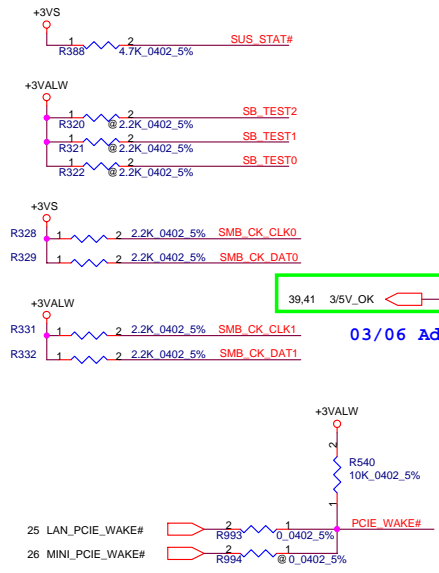 +3VS
1 2 SUS_STAT#
R388 4.7K_0402_5%
+3VALW
1 2 SB_TEST2
R320 @ 2.2K_0402_5%
1 2 SB_TEST1
R321 @ 2.2K_0402_5%
1 2 SB_TEST0
R322 @ 2.2K_0402_5%
+3VS
R328 1 2 2.2K_0402_5% SMB_CK_CLK0
R329 1 2 2.2K_0402_5% SMB_CK_DAT0
39,41 3/5V_OK
03/06 Ad
+3VALW
R331 1 2 2.2K_0402_5% SMB_CK_CLK1
R332 1 2 2.2K_0402_5% SMB_CK_DAT1
+3VALW
2
R540
10K_0402_5%
1
25 LAN_PCIE_WAKE# 2 1 PCIE_WAKE#
R993 0_0402_5%
26 MINI_PCIE_WAKE# 2 1
R994 @ 0_0402_5%